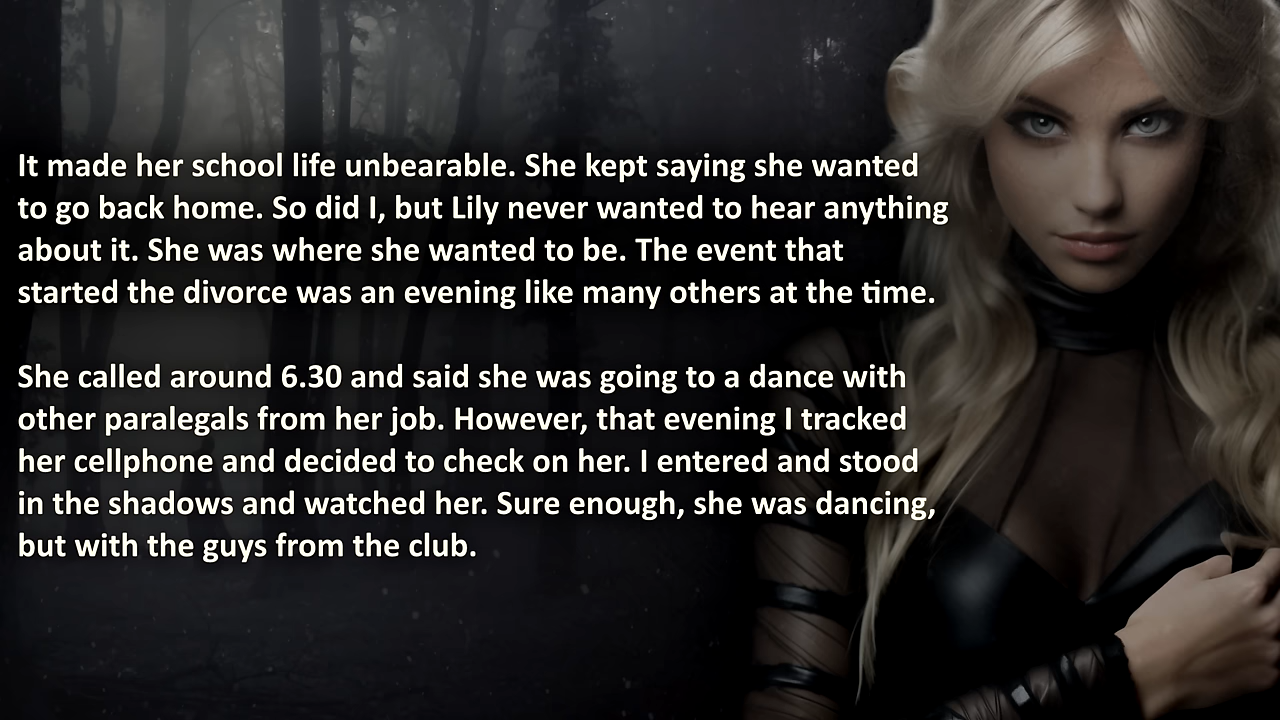 It made her school life unbearable. She kept saying she wanted
to go back home. So did I, but Lily never wanted to hear anything
about it. She was where she wanted to be. The event that
started the divorce was an evening like many others at the time.
She called around 6.30 and said she was going to a dance with
other paralegals from her job. However, that evening I tracked
her cellphone and decided to check on her. I entered and stood
in the shadows and watched her. Sure enough, she was dancing,
but with the guys from the club.